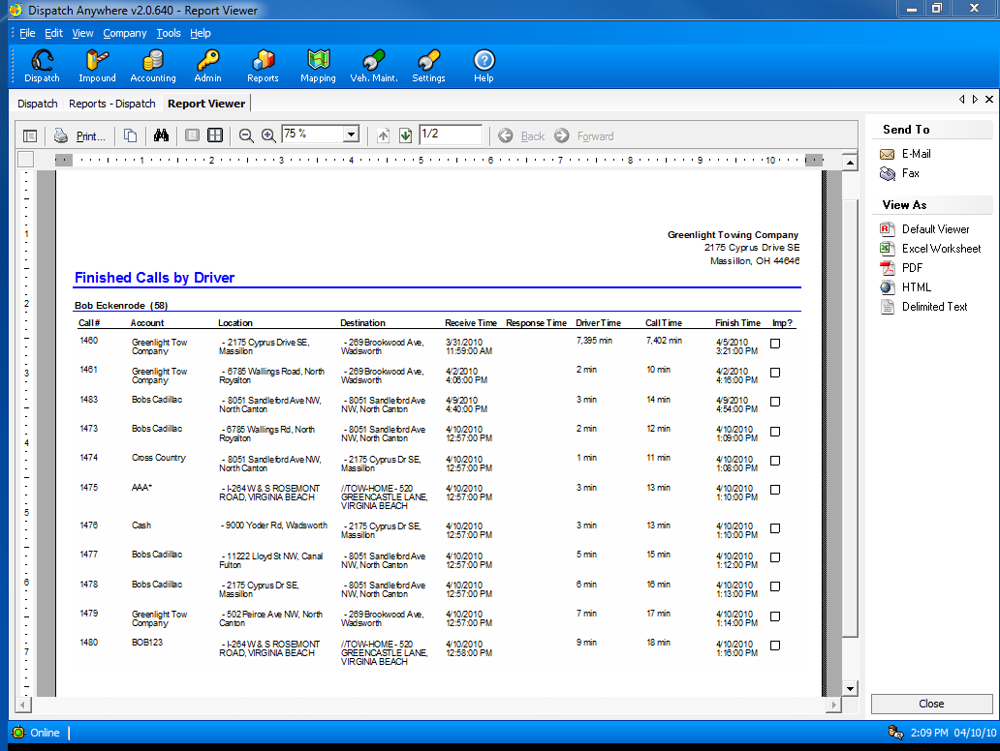 Dispatch Anywhere v2.0.640 - Report Viewer
File Edit View Company Tools Help
Dispatch Impound Accounting Admin Reports Mapping Veh. Maint. Settings Help
Dispatch Reports - Dispatch Report Viewer
Print... 75 % 1/2 Back Forward
Send To
E-Mail
Fax
View As
Default Viewer
Excel Worksheet
PDF
HTML
Delimited Text
1 2 3 4 5 6 7 8 9 10
1
2
3
4
5
6
7
Greenlight Towing Company
2175 Cyprus Drive SE
Massillon, OH 44646
Finished Calls by Driver
Bob Eckenrode (58)
Call # Account Location Destination Receive Time Response Time Driver Time Call Time Finish Time Imp?
1460 Greenlight Tow - 2175 Cyprus Drive SE, - 269 Brookwood Ave, 3/31/2010 7,395 min 7,402 min 4/5/2010
Company Massillon Wadsworth 11:59:00 AM 3:21:00 PM
1461 Greenlight Tow - 6785 Wallings Road, North - 269 Brookwood Ave, 4/2/2010 2 min 10 min 4/2/2010
Company Royalton Wadsworth 4:06:00 PM 4:16:00 PM
1483 Bobs Cadillac - 8051 Sandleford Ave NW, - 8051 Sandleford Ave 4/9/2010 3 min 14 min 4/9/2010
North Canton NW, North Canton 4:40:00 PM 4:54:00 PM
1473 Bobs Cadillac - 6785 Wallings Rd, North - 8051 Sandleford Ave 4/10/2010 2 min 12 min 4/10/2010
Royalton NW, North Canton 12:57:00 PM 1:09:00 PM
1474 Cross Country - 8051 Sandleford Ave NW, - 2175 Cyprus Dr SE, 4/10/2010 1 min 11 min 4/10/2010
North Canton Massillon 12:57:00 PM 1:08:00 PM
1475 AAA* - I-264 W & S ROSEMONT //TOW-HOME - 520 4/10/2010 3 min 13 min 4/10/2010
ROAD, VIRGINIA BEACH GREENCASTLE LANE, 12:57:00 PM 1:10:00 PM
VIRGINIA BEACH
1476 Cash - 9000 Yoder Rd, Wadsworth - 2175 Cyprus Dr SE, 4/10/2010 3 min 13 min 4/10/2010
Massillon 12:57:00 PM 1:10:00 PM
1477 Bobs Cadillac - 11222 Lloyd St NW, Canal - 8051 Sandleford Ave 4/10/2010 5 min 15 min 4/10/2010
Fulton NW, North Canton 12:57:00 PM 1:12:00 PM
1478 Bobs Cadillac - 2175 Cyprus Dr SE, - 8051 Sandleford Ave 4/10/2010 6 min 16 min 4/10/2010
Massillon NW, North Canton 12:57:00 PM 1:13:00 PM
1479 Greenlight Tow - 502 Peirce Ave NW, North - 269 Brookwood Ave, 4/10/2010 7 min 17 min 4/10/2010
Company Canton Wadsworth 12:57:00 PM 1:14:00 PM
1480 BOB123 - I-264 W & S ROSEMONT //TOW-HOME - 520 4/10/2010 9 min 18 min 4/10/2010
ROAD, VIRGINIA BEACH GREENCASTLE LANE, 12:58:00 PM 1:16:00 PM
VIRGINIA BEACH
Close
Online 2:09 PM 04/10/10